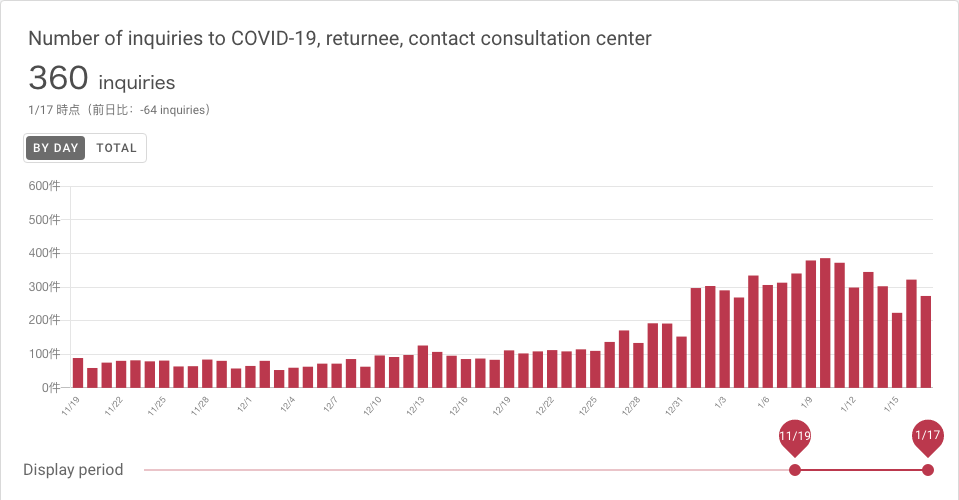 Number of inquiries to COVID-19, returnee, contact consultation center
360 inquiries
1/17 時点（前日比：-64 inquiries）
BY DAY TOTAL
600件
500件
400件
300件
200件
100件
0件
11/19 11/22 11/25 11/28 12/1 12/4 12/7 12/10 12/13 12/16 12/19 12/22 12/25 12/28 12/31 1/3 1/6 1/9 1/12 1/15
11/19 1/17
Display period